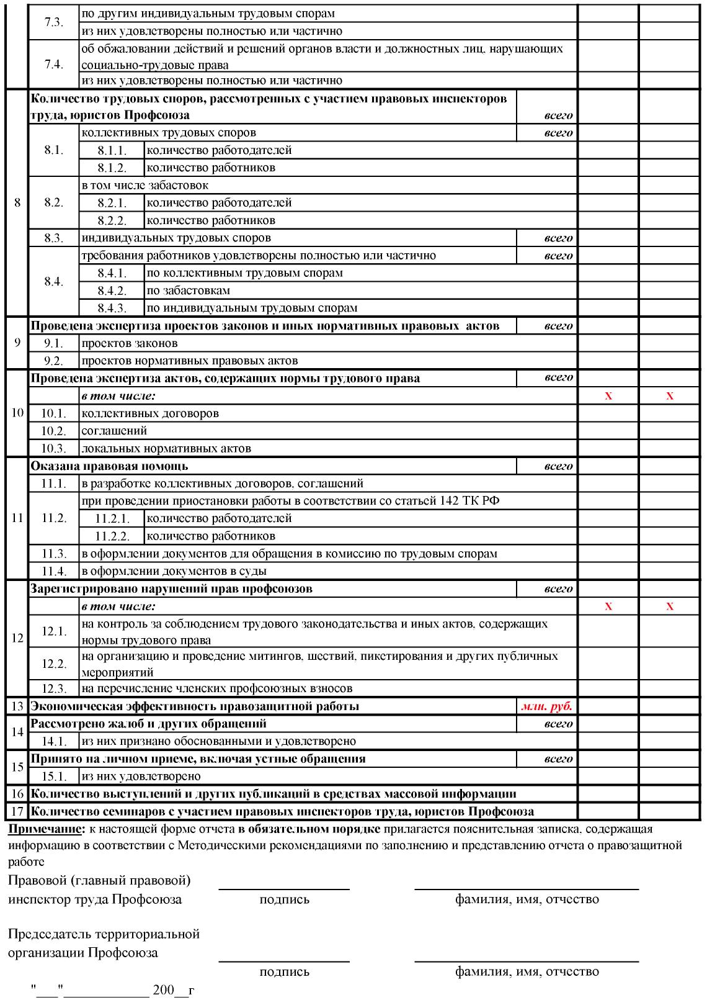 7.3.
по другим индивидуальным трудовым спорам
из них удовлетворены полностью или частично
7.4.
об обжаловании действий и решений органов власти и должностных лиц, нарушающих
социально-трудовые права
из них удовлетворены полностью или частично
8
Количество трудовых споров, рассмотренных с участием правовых инспекторов
труда, юристов Профсоюза всего
8.1.
коллективных трудовых споров всего
8.1.1. количество работодателей
8.1.2. количество работников
8.2.
в том числе забастовок
8.2.1. количество работодателей
8.2.2. количество работников
8.3. индивидуальных трудовых споров всего
8.4.
требования работников удовлетворены полностью или частично всего
8.4.1. по коллективным трудовым спорам
8.4.2. по забастовкам
8.4.3. по индивидуальным трудовым спорам
9
Проведена экспертиза проектов законов и иных нормативных правовых актов всего
9.1. проектов законов
9.2. проектов нормативных правовых актов
10
Проведена экспертиза актов, содержащих нормы трудового права всего
в том числе: X X
10.1. коллективных договоров
10.2. соглашений
10.3. локальных нормативных актов
11
Оказана правовая помощь всего
11.1. в разработке коллективных договоров, соглашений
11.2.
при проведении приостановки работы в соответствии со статьей 142 ТК РФ
11.2.1. количество работодателей
11.2.2. количество работников
11.3. в оформлении документов для обращения в комиссию по трудовым спорам
11.4. в оформлении документов в суды
12
Зарегистрировано нарушений прав профсоюзов всего
в том числе: X X
12.1.
на контроль за соблюдением трудового законодательства и иных актов, содержащих
нормы трудового права
12.2.
на организацию и проведение митингов, шествий, пикетирования и других публичных
мероприятий
12.3. на перечисление членских профсоюзных взносов
13 Экономическая эффективность правозащитной работы млн. руб.
14
Рассмотрено жалоб и других обращений всего
14.1. из них признано обоснованными и удовлетворено
15
Принято на личном приеме, включая устные обращения всего
15.1. из них удовлетворено
16 Количество выступлений и других публикаций в средствах массовой информации
17 Количество семинаров с участием правовых инспекторов труда, юристов Профсоюза
Примечание: к настоящей форме отчета в обязательном порядке прилагается пояснительная записка, содержащая
информацию в соответствии с Методическими рекомендациями по заполнению и представлению отчета о правозащитной
работе
Правовой (главный правовой)
инспектор труда Профсоюза подпись фамилия, имя, отчество
Председатель территориальной
организации Профсоюза
подпись фамилия, имя, отчество
"___"____________ 200__г